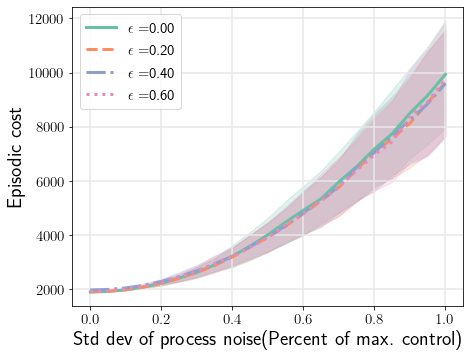 ϵ =0.00
ϵ =0.20
ϵ =0.40
ϵ =0.60
Episodic cost
12000
10000
8000
6000
4000
2000
0.0 0.2 0.4 0.6 0.8 1.0
Std dev of process noise(Percent of max. control)